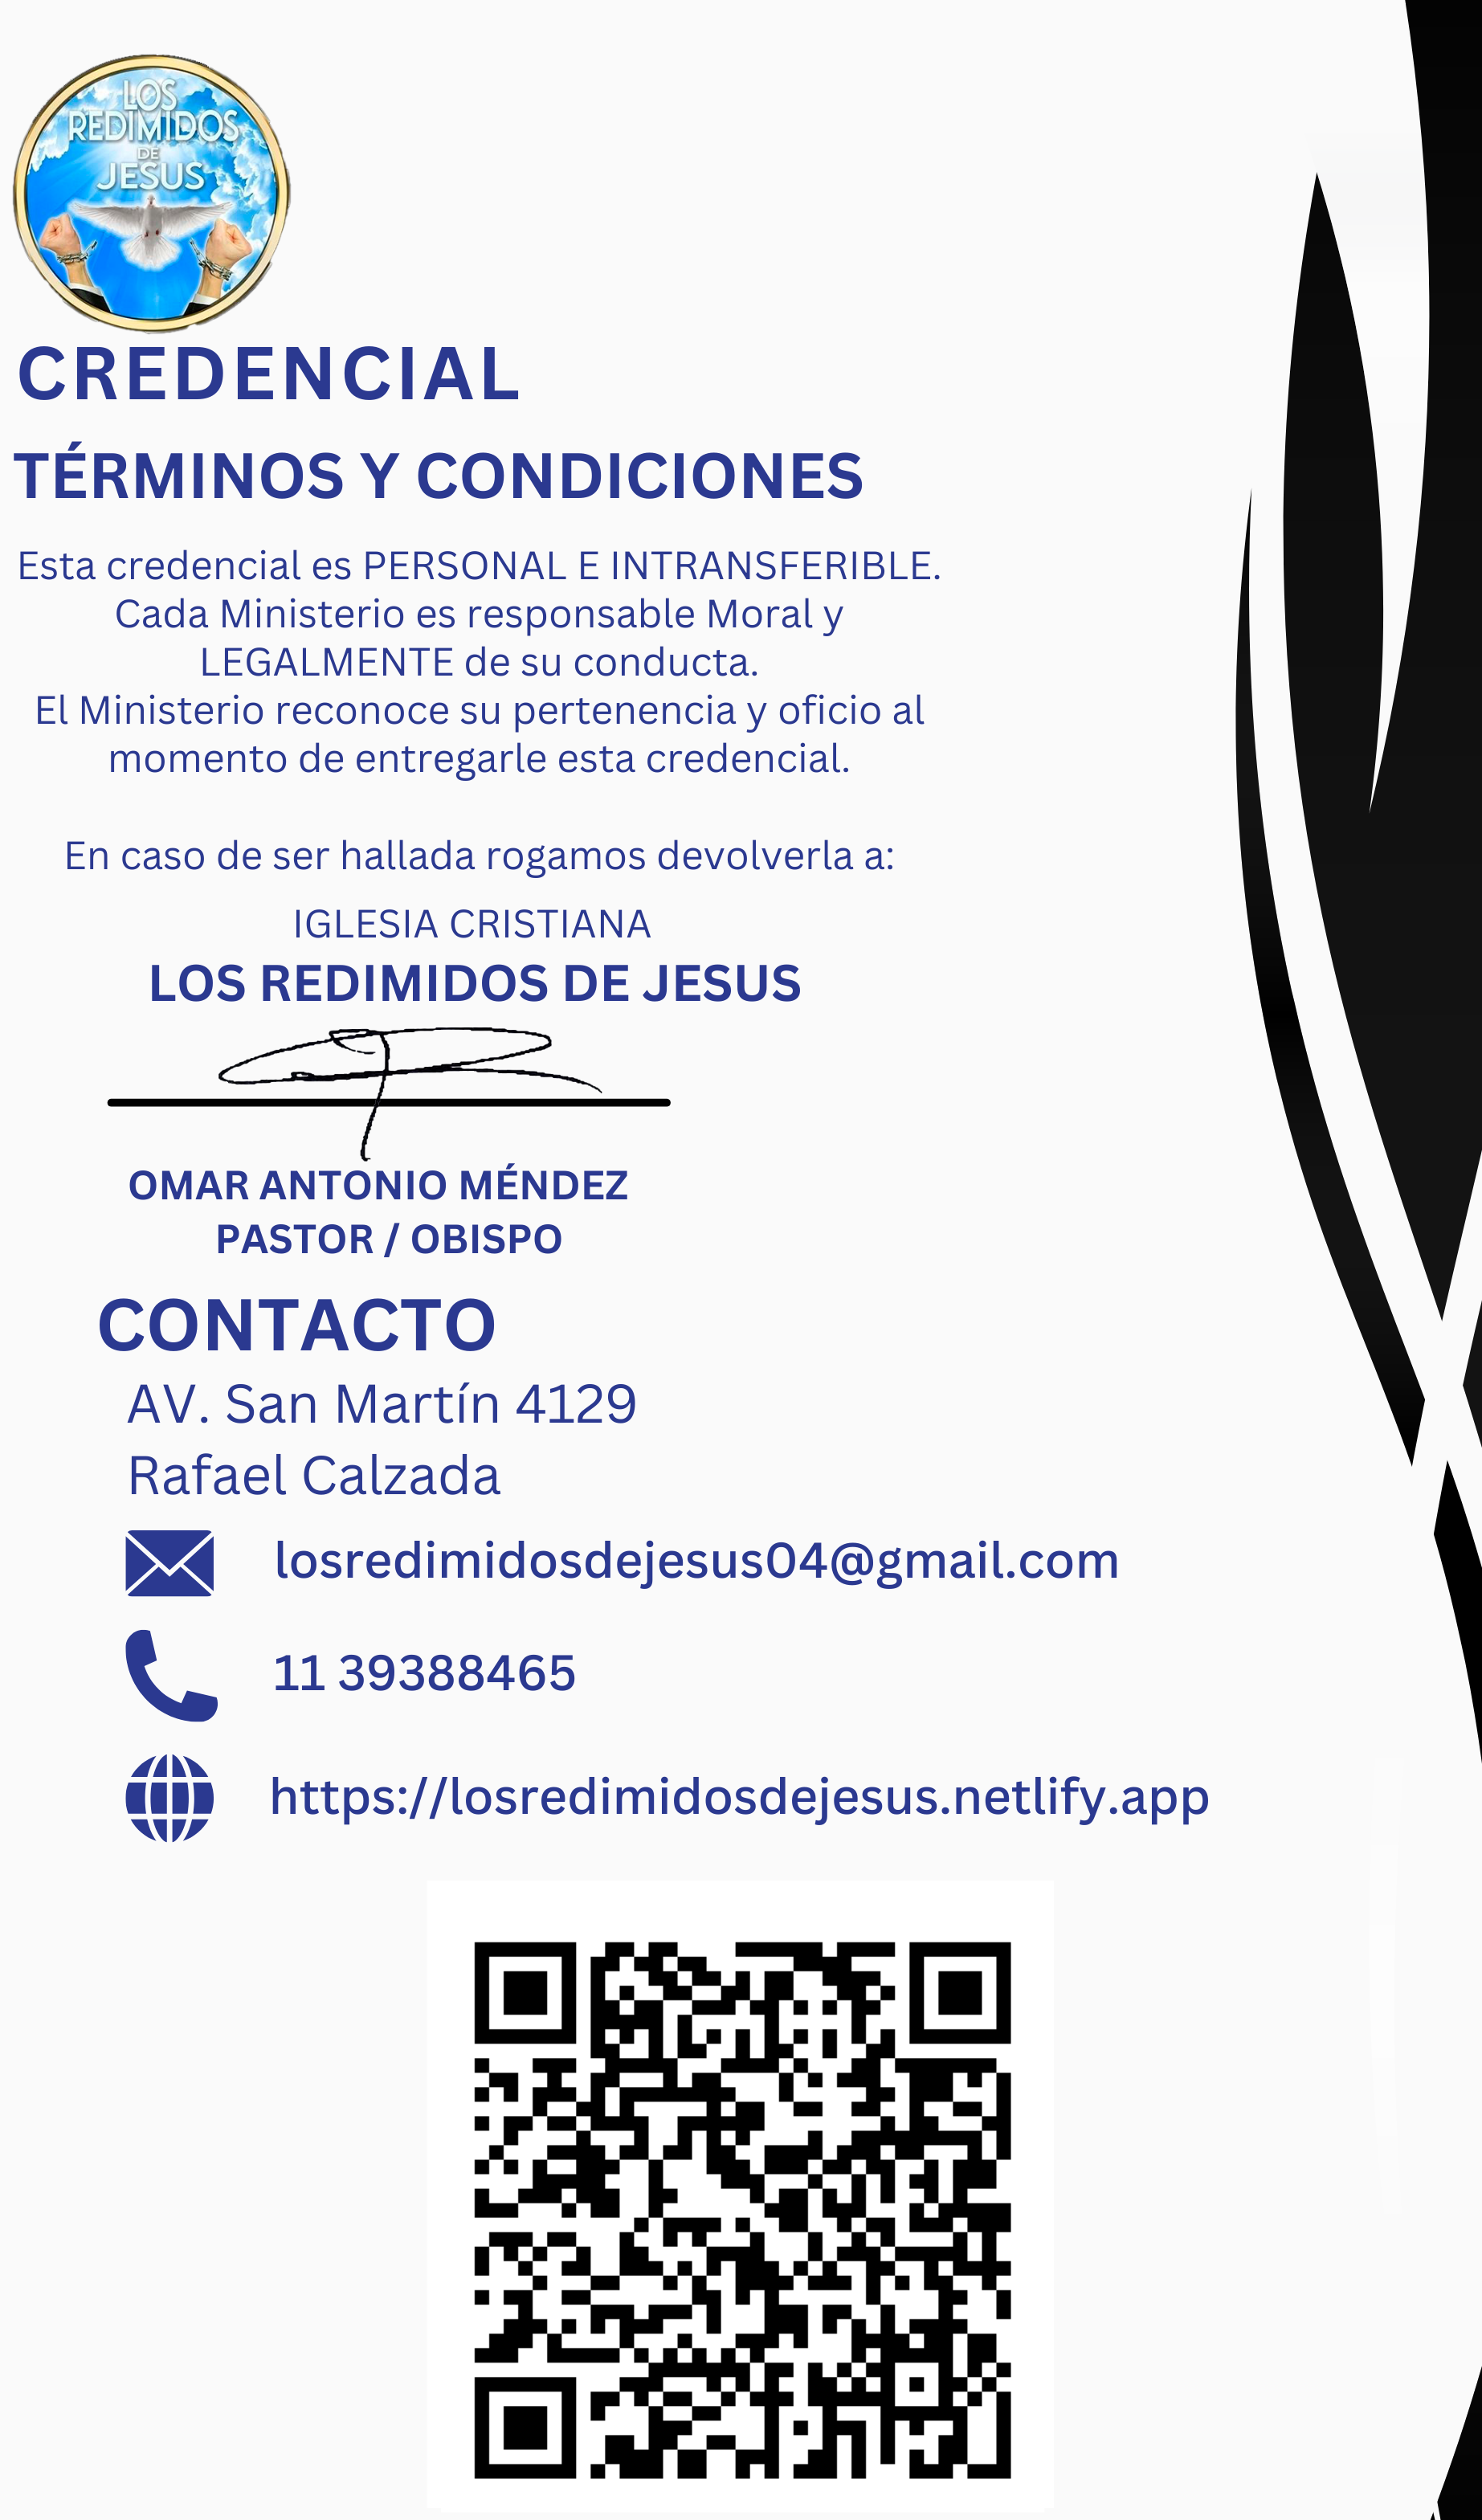 LOS
REDIMIDOS
DE
JESUS
CREDENCIAL
TÉRMINOS Y CONDICIONES
Esta credencial es PERSONAL E INTRANSFERIBLE.
Cada Ministerio es responsable Moral y
LEGALMENTE de su conducta.
El Ministerio reconoce su pertenencia y oficio al
momento de entregarle esta credencial.
En caso de ser hallada rogamos devolverla a:
IGLESIA CRISTIANA
LOS REDIMIDOS DE JESUS
OMAR ANTONIO MÉNDEZ
PASTOR / OBISPO
CONTACTO
AV. San Martín 4129
Rafael Calzada
losredimidosdejesus04@gmail.com
11 39388465
https://losredimidosdejesus.netlify.app